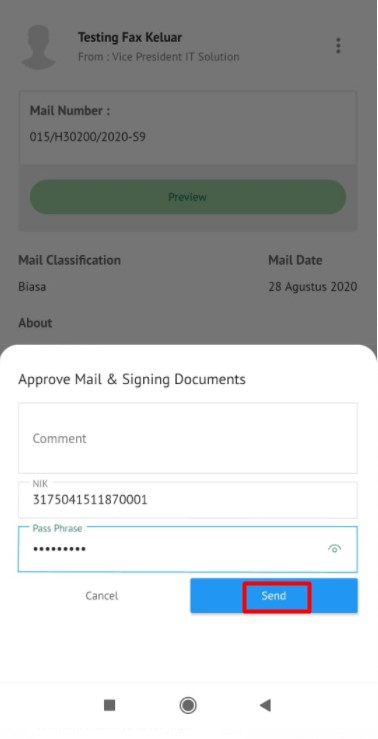 Testing Fax Keluar
From : Vice President IT Solution
Mail Number :
015/H30200/2020-S9
Preview
Mail Classification
Mail Date
Biasa
28 Agustus 2020
About
Approve Mail & Signing Documents
Comment
NIK
3175041511870001
Pass Phrase
•••••••••
Cancel
Send